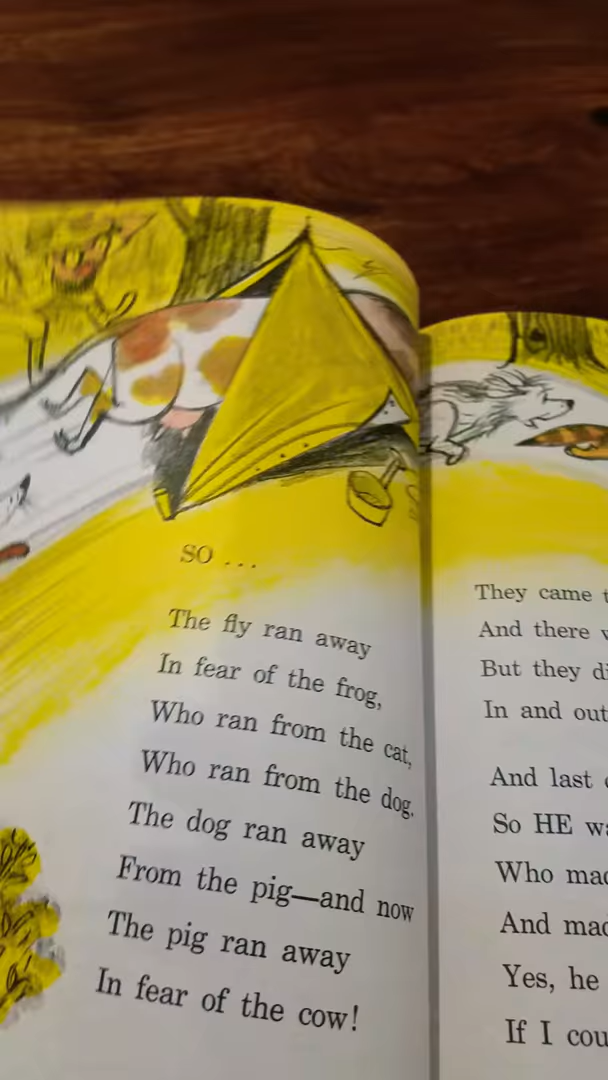 SO ...
The fly ran away
In fear of the frog,
Who ran from the cat,
Who ran from the dog.
The dog ran away
From the pig—and now
The pig ran away
In fear of the cow!
They came
And there
But they
In and out
And last
So HE
Who
And
Yes, he
If I